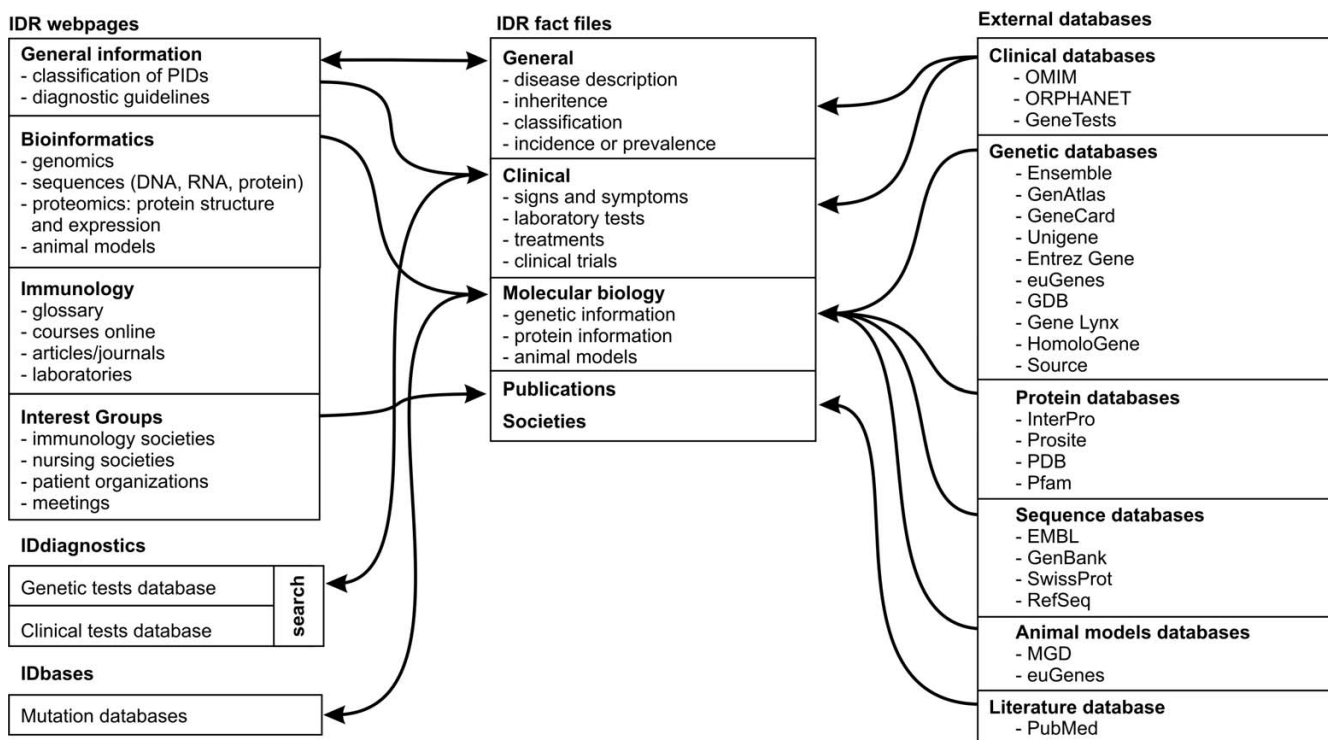 IDR webpages
General information
- classification of PIDs
- diagnostic guidelines
Bioinformatics
- genomics
- sequences (DNA, RNA, protein)
- proteomics: protein structure
and expression
- animal models
Immunology
- glossary
- courses online
- articles/journals
- laboratories
Interest Groups
- immunology societies
- nursing societies
- patient organizations
- meetings
IDdiagnostics
Genetic tests database
Clinical tests database
search
IDbases
Mutation databases
IDR fact files
General
- disease description
- inheritence
- classification
- incidence or prevalence
Clinical
- signs and symptoms
- laboratory tests
- treatments
- clinical trials
Molecular biology
- genetic information
- protein information
- animal models
Publications
Societies
External databases
Clinical databases
- OMIM
- ORPHANET
- GeneTests
Genetic databases
- Ensemble
- GenAtlas
- GeneCard
- Unigene
- Entrez Gene
- euGenes
- GDB
- Gene Lynx
- HomoloGene
- Source
Protein databases
- InterPro
- Prosite
- PDB
- Pfam
Sequence databases
- EMBL
- GenBank
- SwissProt
- RefSeq
Animal models databases
- MGD
- euGenes
Literature database
- PubMed